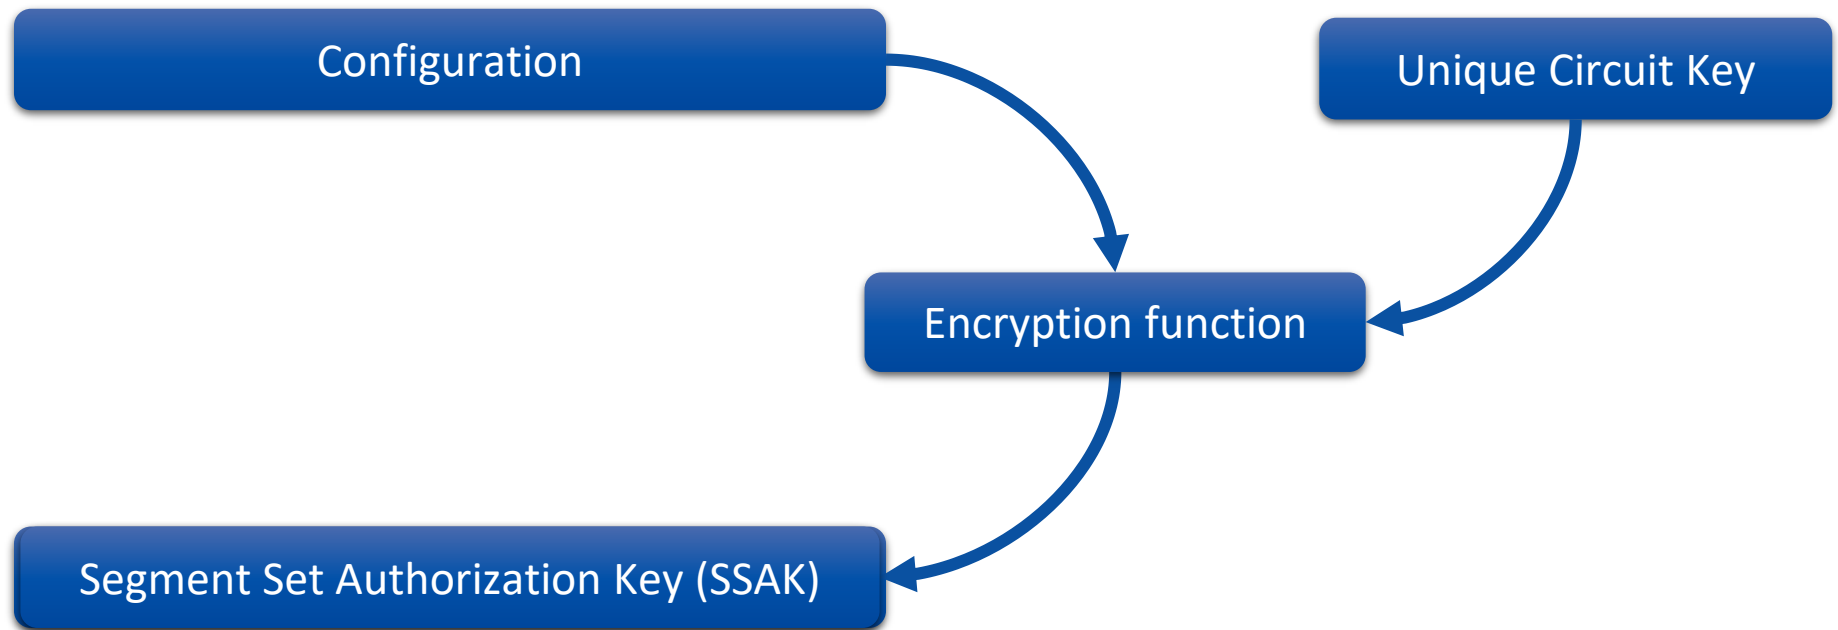 Configuration
Unique Circuit Key
Encryption function
Segment Set Authorization Key (SSAK)